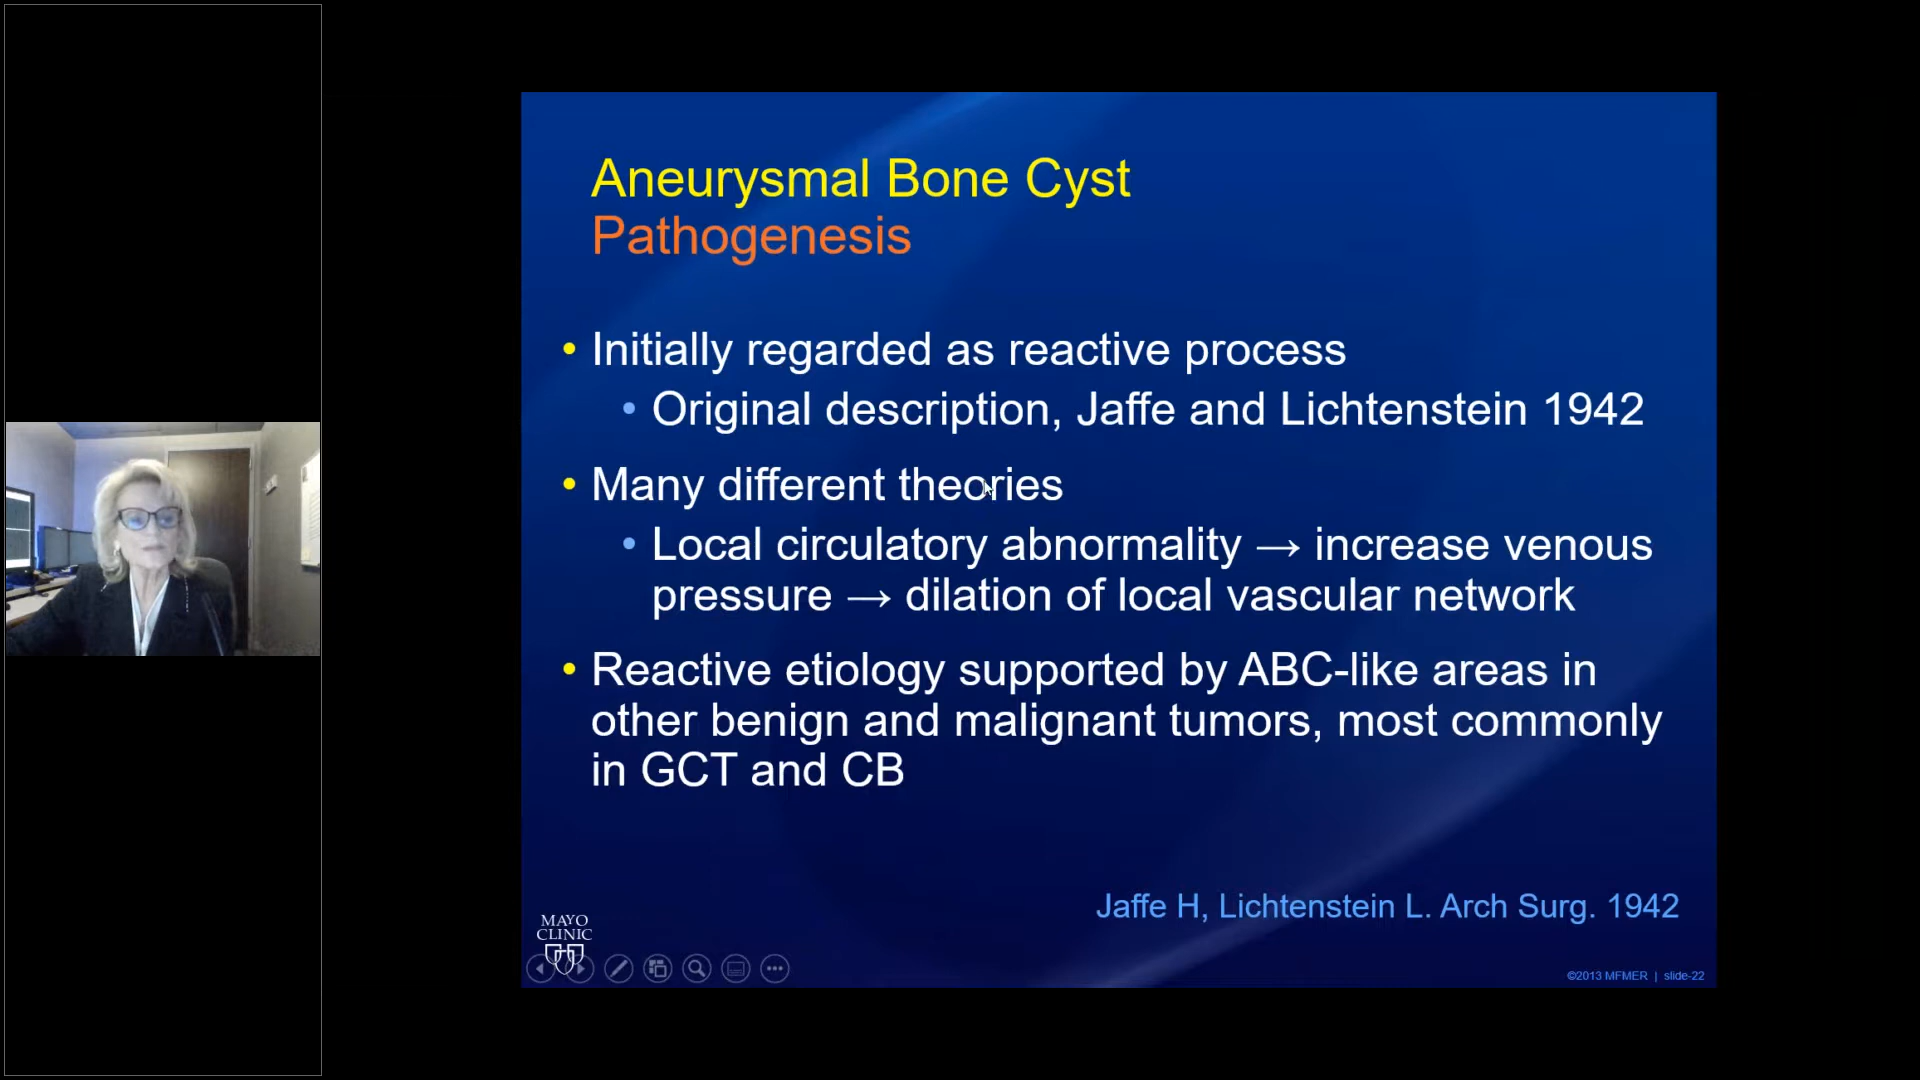 Aneurysmal Bone Cyst
Pathogenesis
• Initially regarded as reactive process
• Original description, Jaffe and Lichtenstein 1942
• Many different theories
• Local circulatory abnormality → increase venous
pressure → dilation of local vascular network
• Reactive etiology supported by ABC-like areas in
other benign and malignant tumors, most commonly
in GCT and CB
Jaffe H, Lichtenstein L. Arch Surg. 1942
MAYO
CLINIC
©2013 MFMER | slide-22